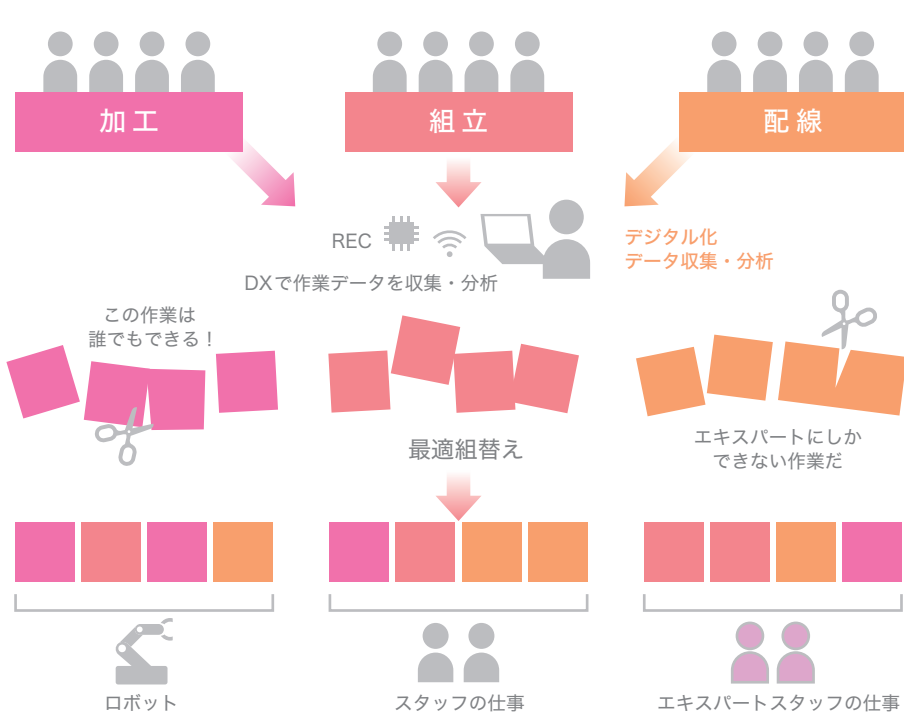 加工
組立
配線
REC
デジタル化
データ収集・分析
DXで作業データを収集・分析
この作業は
誰でもできる！
最適組替え
エキスパートにしか
できない作業だ
ロボット
スタッフの仕事
エキスパートスタッフの仕事